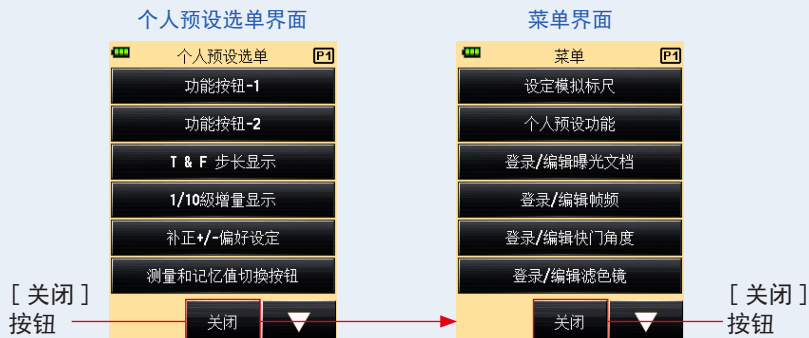 个人预设选单界面
个人预设选单 P1
功能按钮-1
功能按钮-2
T & F 步长显示
1/10級增量显示
补正+/-偏好设定
测量和记忆值切换按钮
关闭
[ 关闭 ]
按钮
菜单界面
菜单 P1
设定模拟标尺
个人预设功能
登录/编辑曝光文档
登录/编辑帧频
登录/编辑快门角度
登录/编辑滤色镜
关闭
[ 关闭 ]
按钮